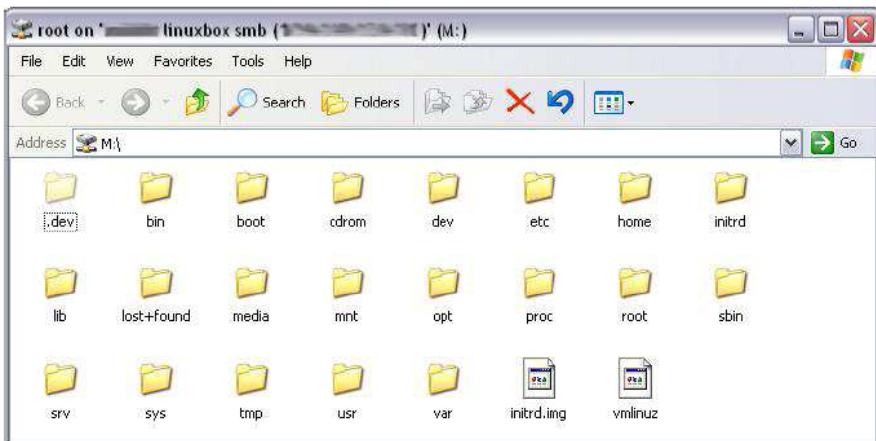 root on ' linuxbox smb ( )' (M:)
File Edit View Favorites Tools Help
Back Search Folders
Address M:\ Go
.dev bin boot cdrom dev etc home initrd
lib lost+found media mnt opt proc root sbin
srv sys tmp usr var initrd.img vmlinuz